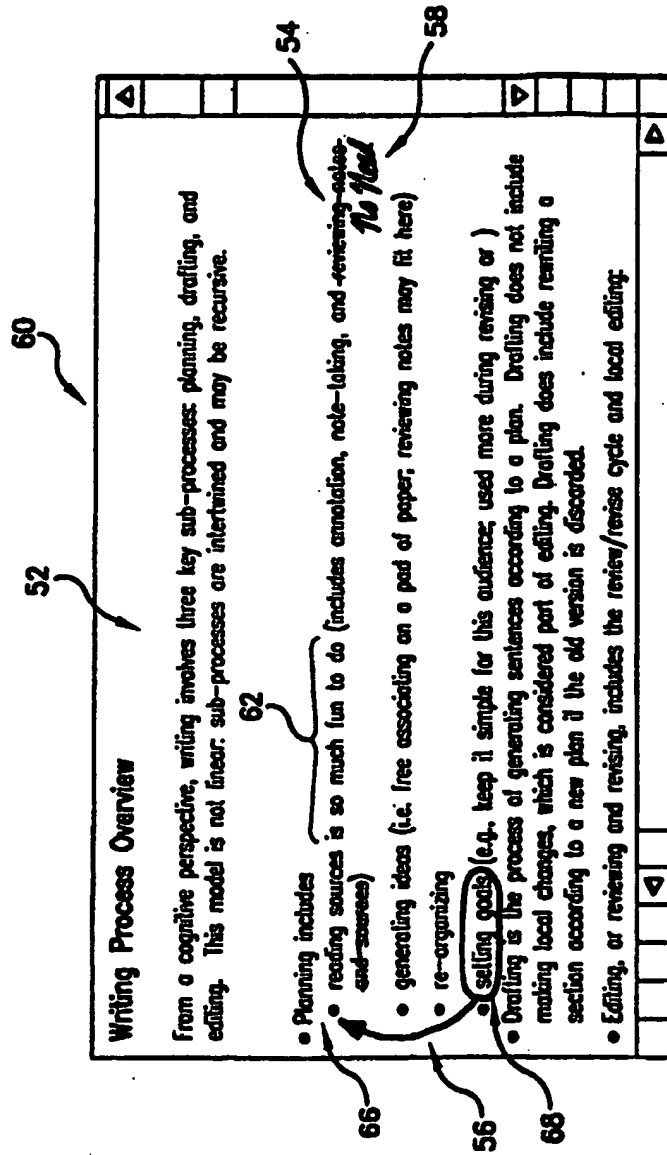 60
52
Writing Process Overview
From a cognitive perspective, writing involves three key sub-processes: planning, drafting, and
editing. This model is not linear: sub-processes are intertwined and may be recursive.
62
54
• Planning includes
66
• reading sources is so much fun to do (includes annotation, note-taking, and reviewing notes
and sources)
No Need
58
• generating ideas (i.e. free associating on a pad of paper; reviewing notes may fit here)
56
• re-organizing
• setting goals (e.g., keep it simple for this audience; used more during revising or )
68
• Drafting is the process of generating sentences according to a plan. Drafting does not include
making local changes, which is considered part of editing. Drafting does include rewriting a
section according to a new plan if the old version is discarded.
• Editing, or reviewing and revising, includes the review/revise cycle and local editing: